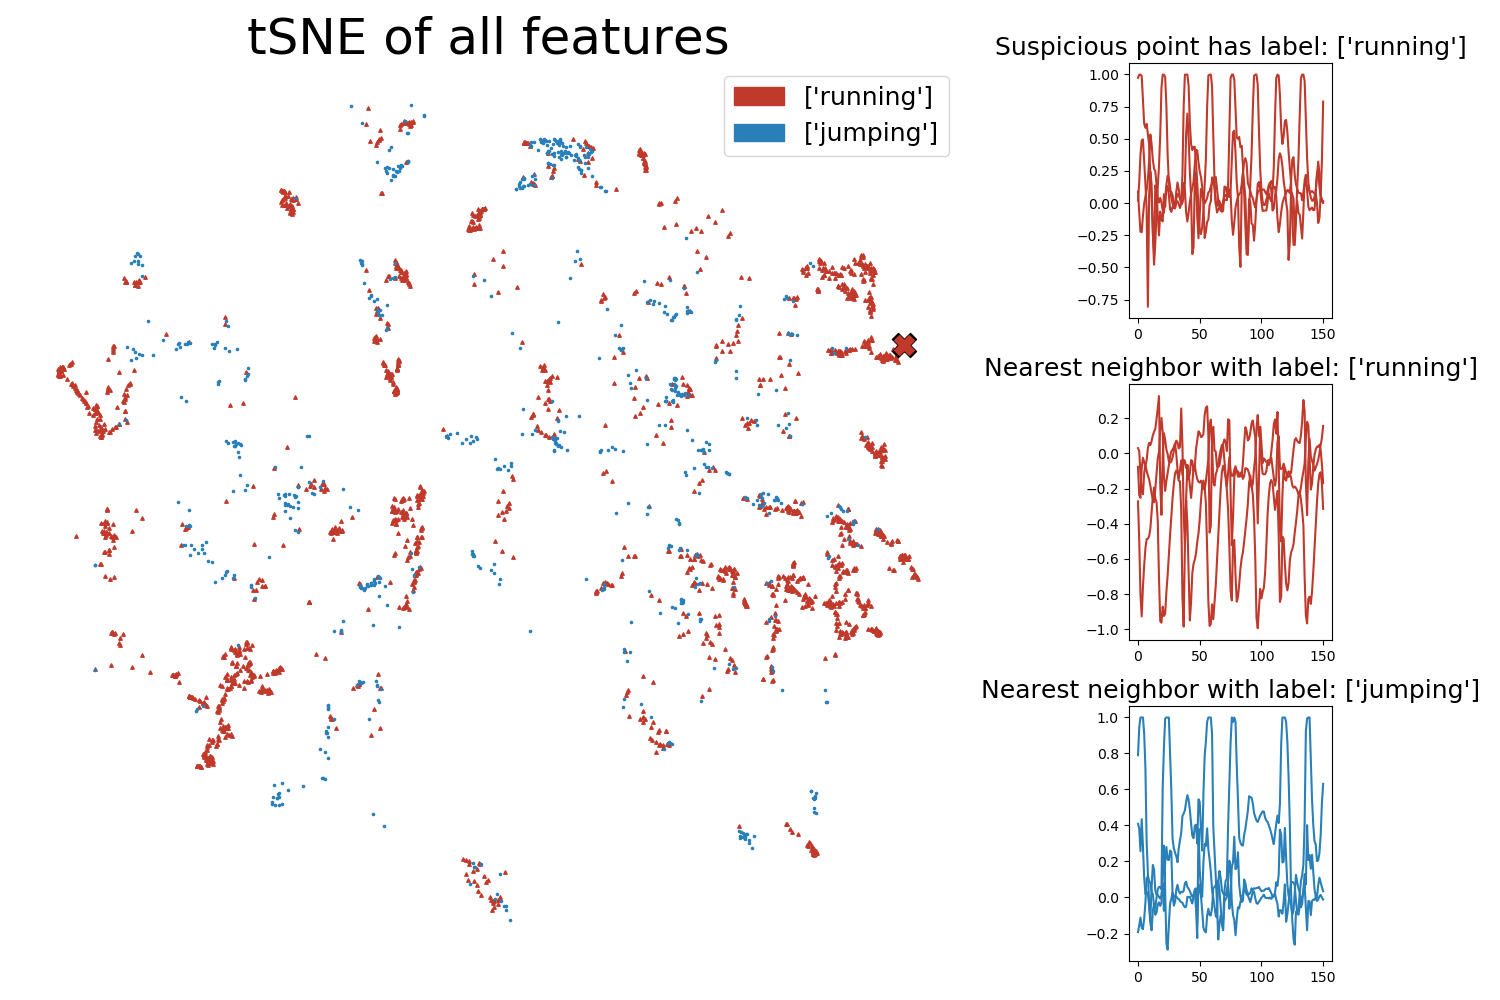 tSNE of all features
['running']
['jumping']
Suspicious point has label: ['running']
1.00
0.75
0.50
0.25
0.00
−0.25
−0.50
−0.75
0 50 100 150
Nearest neighbor with label: ['running']
0.2
0.0
−0.2
−0.4
−0.6
−0.8
−1.0
0 50 100 150
Nearest neighbor with label: ['jumping']
1.0
0.8
0.6
0.4
0.2
0.0
−0.2
0 50 100 150